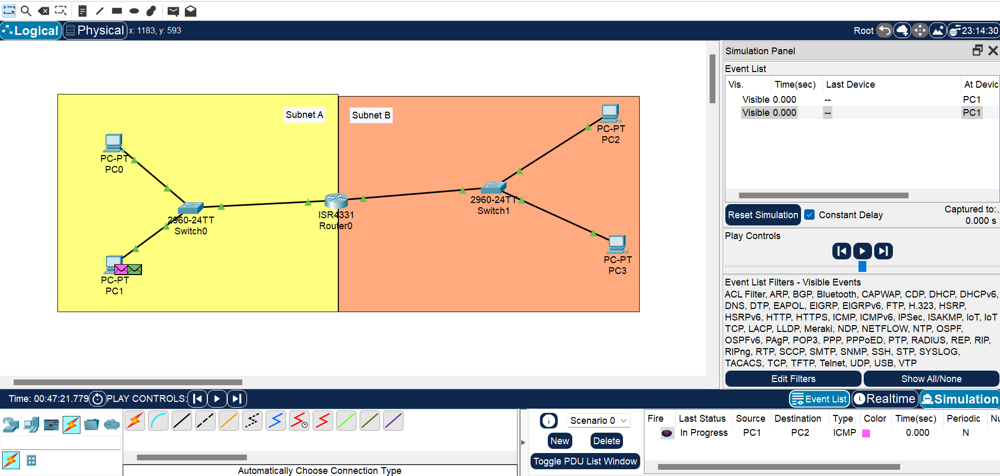 Logical
Physical
x: 1183, y: 593
Root
23:14:30
Simulation Panel
Event List
Vis. Time(sec) Last Device At Devic
Visible 0.000 -- PC1
Visible 0.000 -- PC1
Reset Simulation
Constant Delay
Captured to:
0.000 s
Play Controls
Event List Filters - Visible Events
ACL Filter, ARP, BGP, Bluetooth, CAPWAP, CDP, DHCP, DHCPv6,
DNS, DTP, EAPOL, EIGRP, EIGRPv6, FTP, H.323, HSRP,
HSRPv6, HTTP, HTTPS, ICMP, ICMPv6, IPSec, ISAKMP, IoT, IoT
TCP, LACP, LLDP, Meraki, NDP, NETFLOW, NTP, OSPF,
OSPFv6, PAgP, POP3, PPP, PPPoED, PTP, RADIUS, REP, RIP,
RIPng, RTP, SCCP, SMTP, SNMP, SSH, STP, SYSLOG,
TACACS, TCP, TFTP, Telnet, UDP, USB, VTP
Edit Filters
Show All/None
Subnet A
Subnet B
PC-PT
PC0
PC-PT
PC1
2960-24TT
Switch0
ISR4331
Router0
2960-24TT
Switch1
PC-PT
PC2
PC-PT
PC3
Time: 00:47:21.779
PLAY CONTROLS:
Event List
Realtime
Simulation
Automatically Choose Connection Type
Scenario 0
New
Delete
Toggle PDU List Window
Fire Last Status Source Destination Type Color Time(sec) Periodic Nu
In Progress PC1 PC2 ICMP 0.000 N